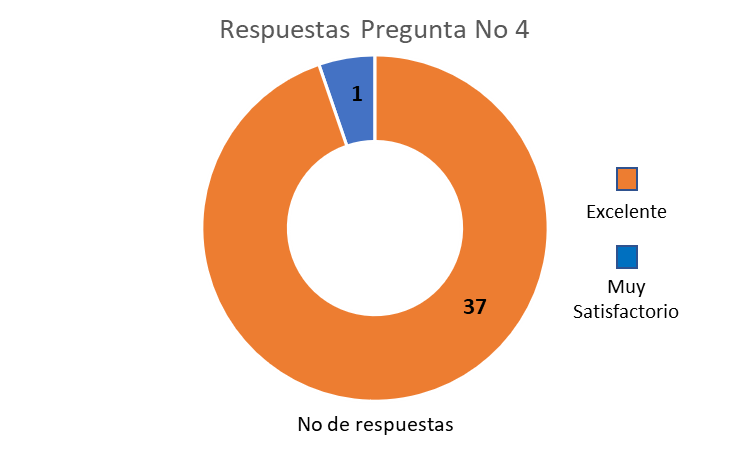 Respuestas Pregunta No 4
1
Excelente
Muy
Satisfactorio
37
No de respuestas